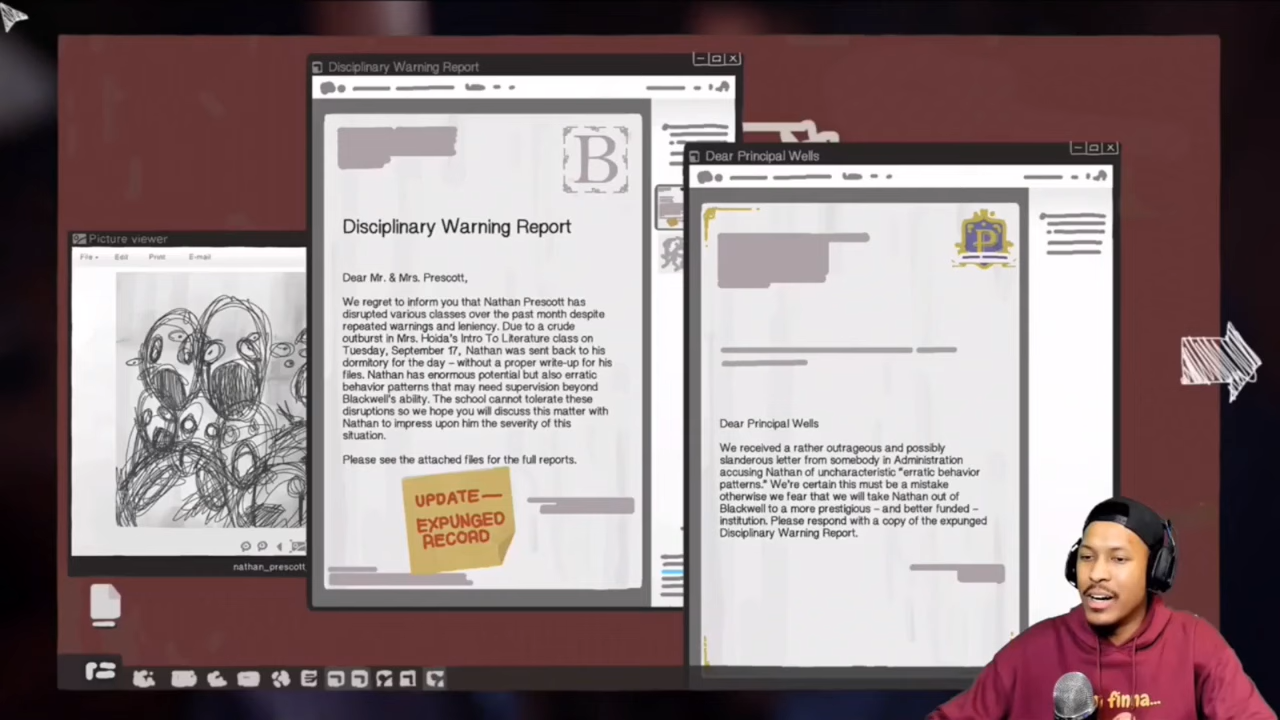 Disciplinary Warning Report
B
Disciplinary Warning Report
Dear Mr. & Mrs. Prescott,
We regret to inform you that Nathan Prescott has
disrupted various classes over the past month despite
repeated warnings and leniency. Due to a crude
outburst in Mrs. Hoida's Intro To Literature class on
Tuesday, September 17, Nathan was sent back to his
dormitory for the day – without a proper write-up for his
files. Nathan has enormous potential but also erratic
behavior patterns that may need supervision beyond
Blackwell's ability. The school cannot tolerate these
disruptions so we hope you will discuss this matter with
Nathan to impress upon him the severity of this
situation.
Please see the attached files for the full reports.
UPDATE—
EXPUNGED
RECORD
Dear Principal Wells
P
Dear Principal Wells
We received a rather outrageous and possibly
slanderous letter from somebody in Administration
accusing Nathan of uncharacteristic "erratic behavior
patterns." We're certain this must be a mistake
otherwise we fear that we will take Nathan out of
Blackwell to a more prestigious – and better funded –
institution. Please respond with a copy of the expunged
Disciplinary Warning Report.
Picture viewer
File Edit Print E-mail
nathan_prescott_
finna...